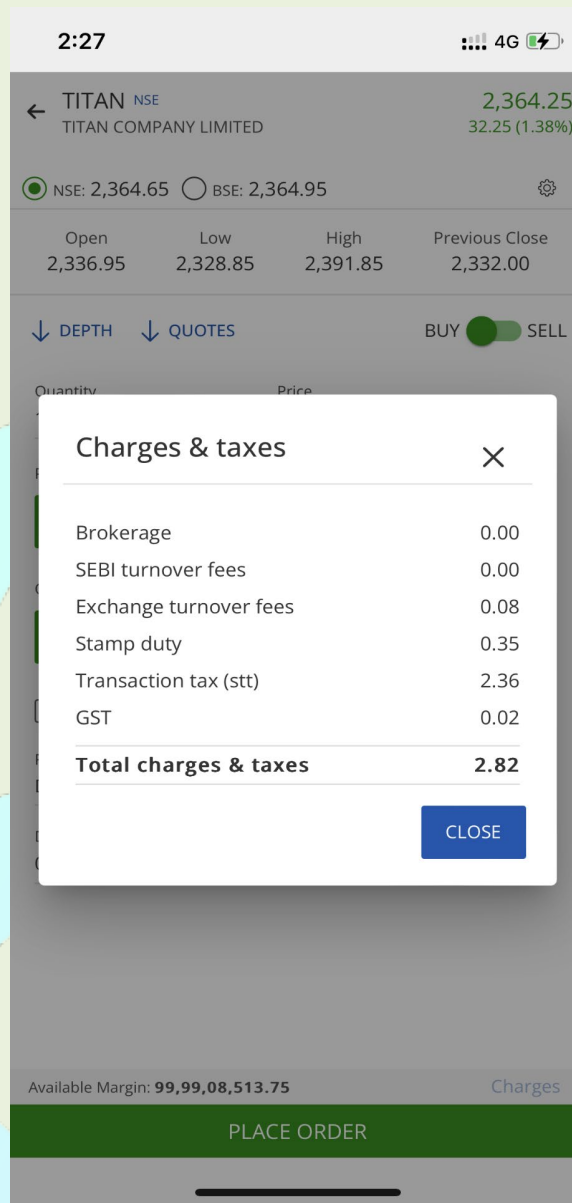 2:27 4G
TITAN NSE 2,364.25
TITAN COMPANY LIMITED 32.25 (1.38%)
NSE: 2,364.65 BSE: 2,364.95
Open Low High Previous Close
2,336.95 2,328.85 2,391.85 2,332.00
DEPTH QUOTES BUY SELL
Quantity Price
Charges & taxes
Brokerage 0.00
SEBI turnover fees 0.00
Exchange turnover fees 0.08
Stamp duty 0.35
Transaction tax (stt) 2.36
GST 0.02
Total charges & taxes 2.82
CLOSE
Available Margin: 99,99,08,513.75 Charges
PLACE ORDER